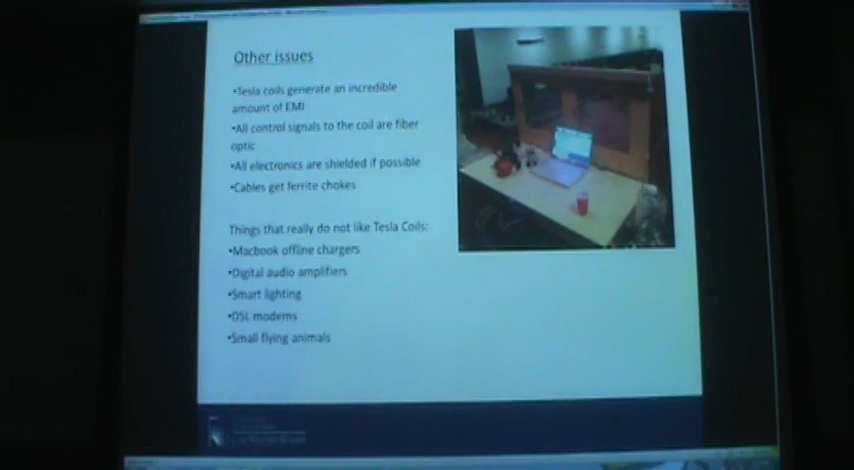 Other issues
•Tesla coils generate an incredible
amount of EMI
•All control signals to the coil are fiber
optic
•All electronics are shielded if possible
•Cables get ferrite chokes
Things that really do not like Tesla Coils:
•Macbook offline chargers
•Digital audio amplifiers
•Smart lighting
•DSL modems
•Small flying animals